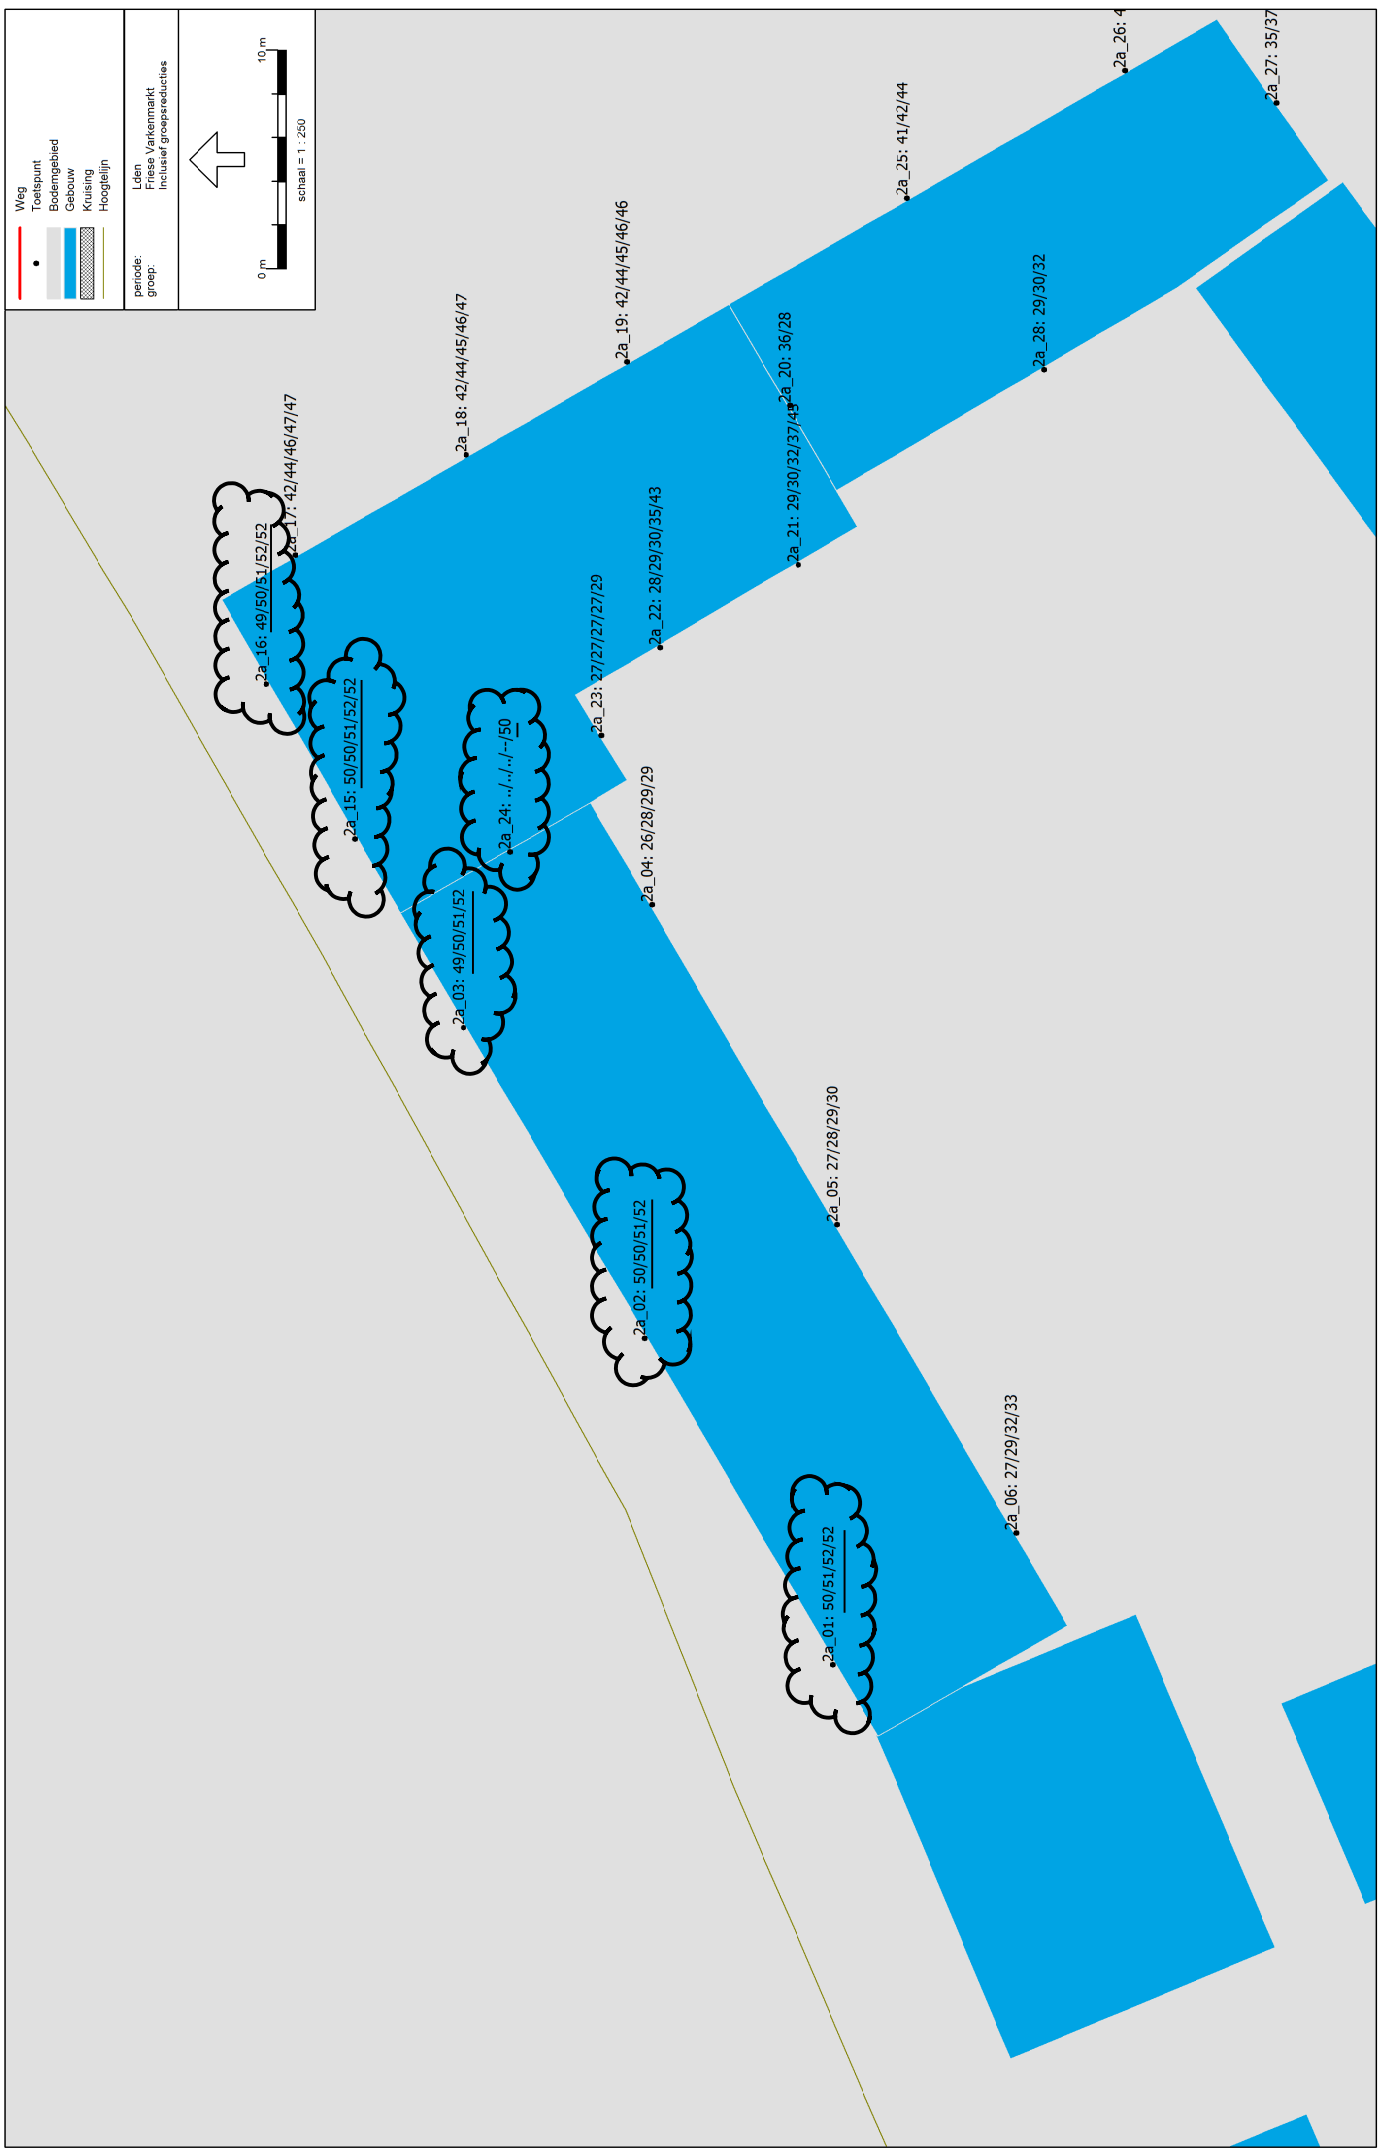 Weg
Toetspunt
Bodemgebied
Gebouw
Kruising
Hoogtelijn
periode: Lden
groep: Friese Varkenmarkt
Inclusief groepsreducties
0 m 10 m
schaal = 1 : 250
2a_16: 49/50/51/52/52
2a_17: 42/44/46/47/47
2a_15: 50/50/51/52/52
2a_03: 49/50/51/52
2a_18: 42/44/45/46/47
2a_24: ../../../--/50
2a_23: 27/27/27/27/29
2a_19: 42/44/45/46/46
2a_02: 50/50/51/52
2a_04: 26/28/29/29
2a_22: 28/29/30/35/43
2a_20: 36/28
2a_21: 29/30/32/37/45
2a_01: 50/51/52/52
2a_05: 27/28/29/30
2a_25: 41/42/44
2a_06: 27/29/32/33
2a_28: 29/30/32
2a_26: 4
2a_27: 35/37